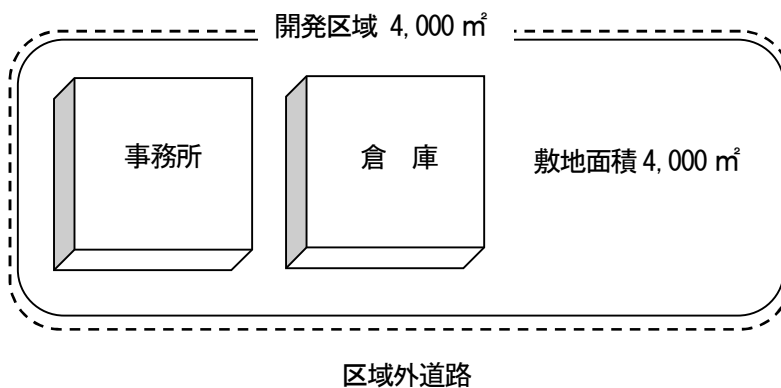 開発区域 4,000 ㎡
事務所
倉　庫
敷地面積 4,000 ㎡
区域外道路